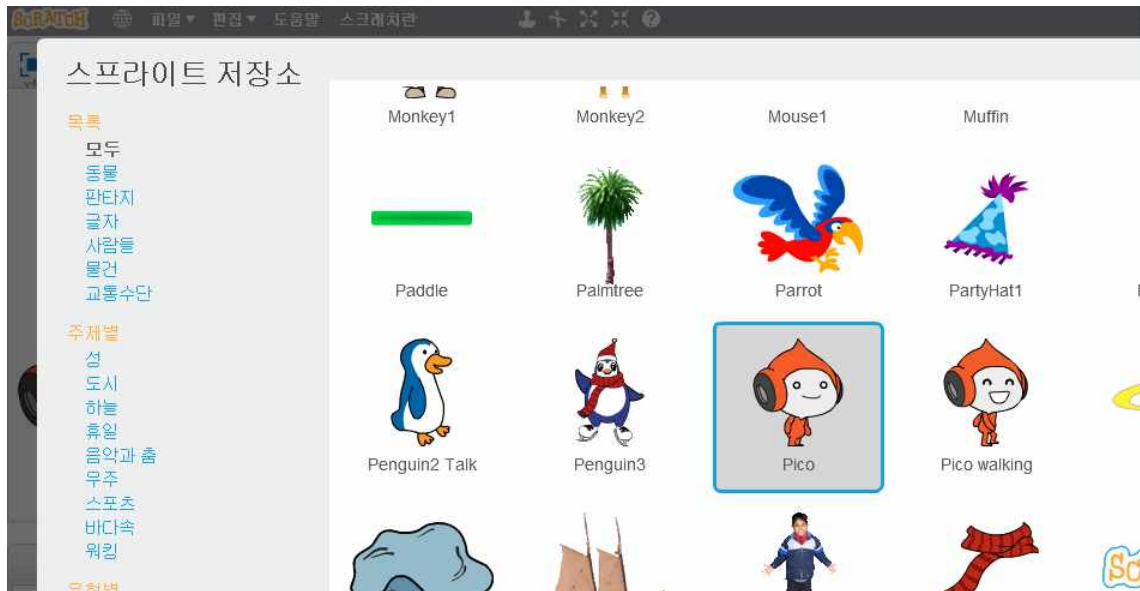 SCRATCH 파일 편집 도움말 스크래치란
스프라이트 저장소
목록
모두
동물
판타지
글자
사람들
물건
교통수단
주제별
성
도시
하늘
휴일
음악과 춤
우주
스포츠
바다속
워킹
유형별
Monkey1 Monkey2 Mouse1 Muffin
Paddle Palmtree Parrot PartyHat1
Penguin2 Talk Penguin3 Pico Pico walking